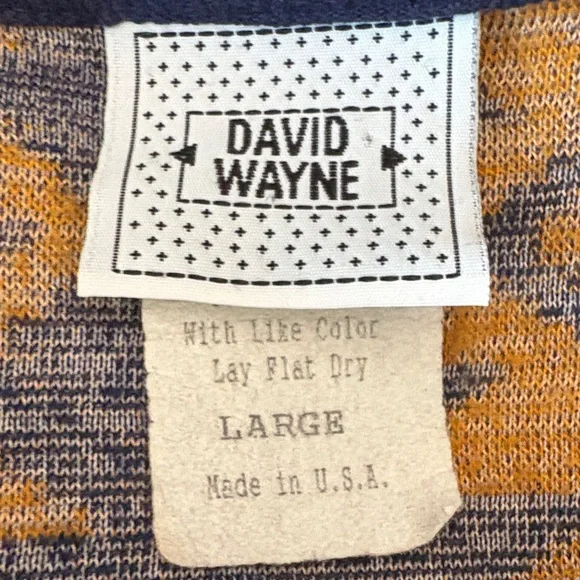 DAVID
WAYNE
With Like Color
Lay Flat Dry
LARGE
Made in U.S.A.